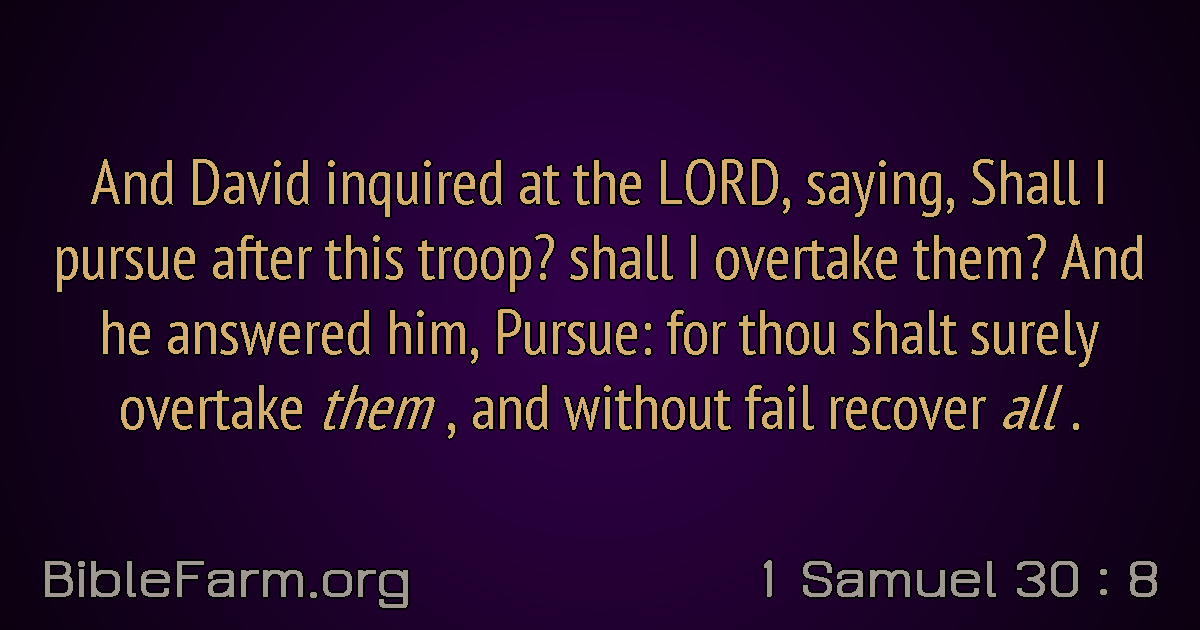 And David inquired at the LORD, saying, Shall I
pursue after this troop? shall I overtake them? And
he answered him, Pursue: for thou shalt surely
overtake them , and without fail recover all .
BibleFarm.org
1 Samuel 30 : 8